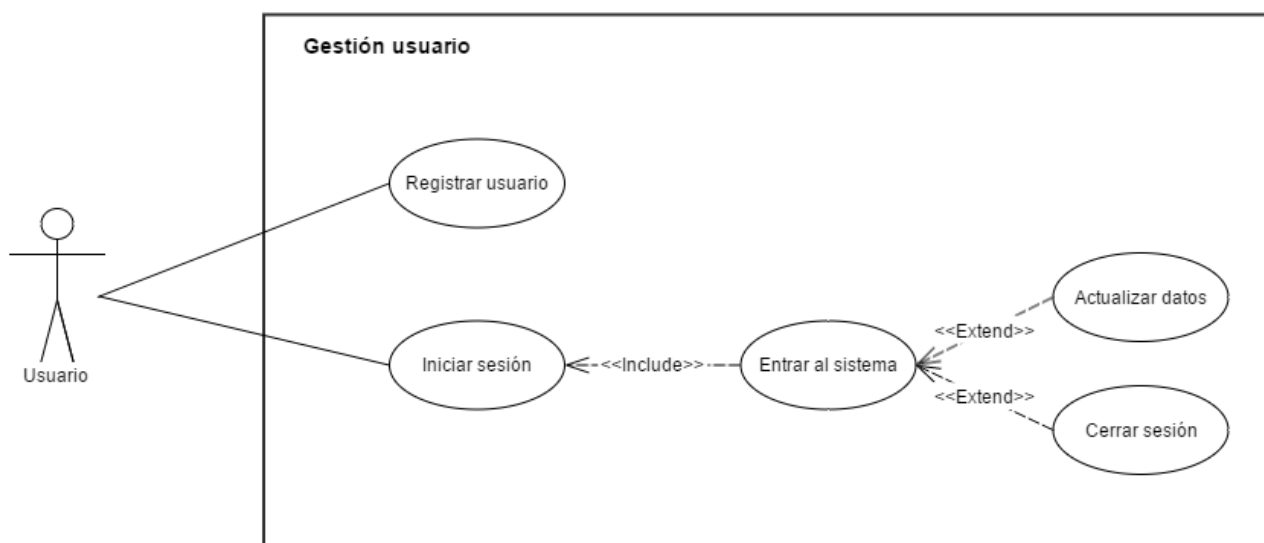 Gestión usuario
Registrar usuario
Usuario
Iniciar sesión
<<Include>>
Entrar al sistema
<<Extend>>
Actualizar datos
<<Extend>>
Cerrar sesión